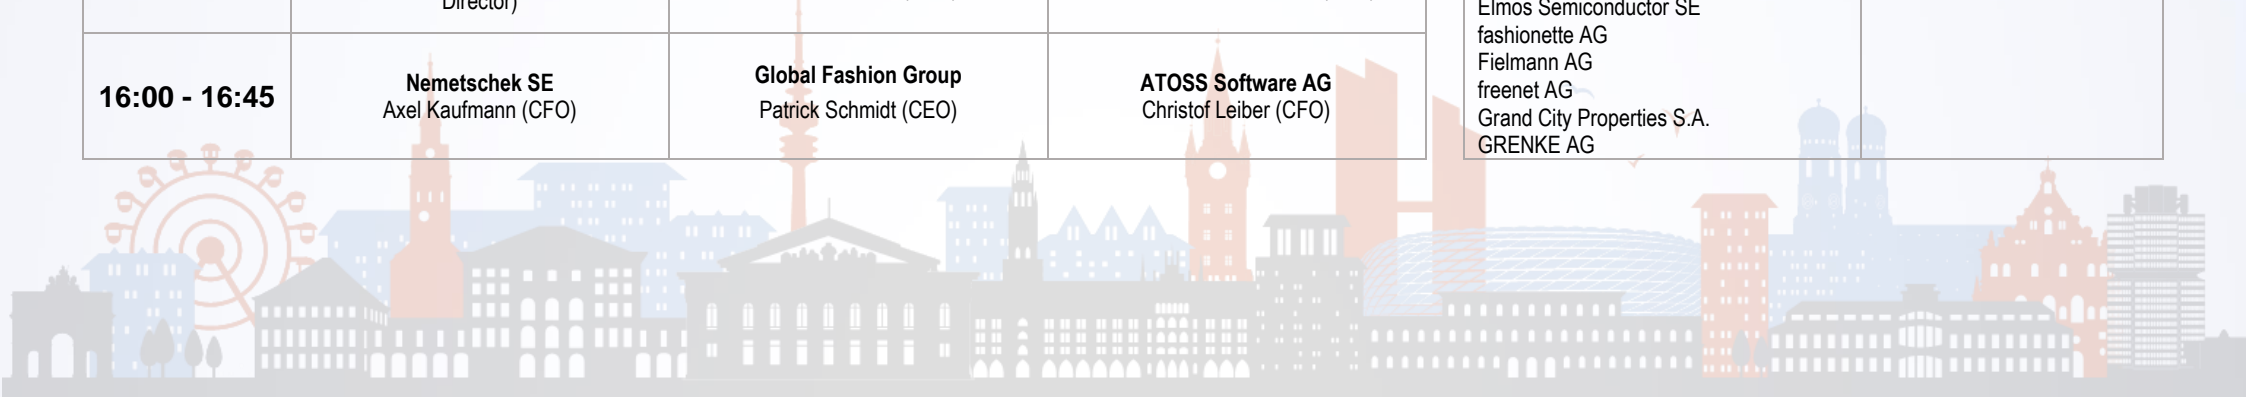 Director)
16:00 - 16:45
Nemetschek SE
Axel Kaufmann (CFO)
Global Fashion Group
Patrick Schmidt (CEO)
ATOSS Software AG
Christof Leiber (CFO)
Elmos Semiconductor SE
fashionette AG
Fielmann AG
freenet AG
Grand City Properties S.A.
GRENKE AG